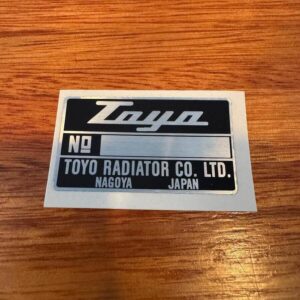 Toyo
Nº
TOYO RADIATOR CO. LTD.
NAGOYA JAPAN